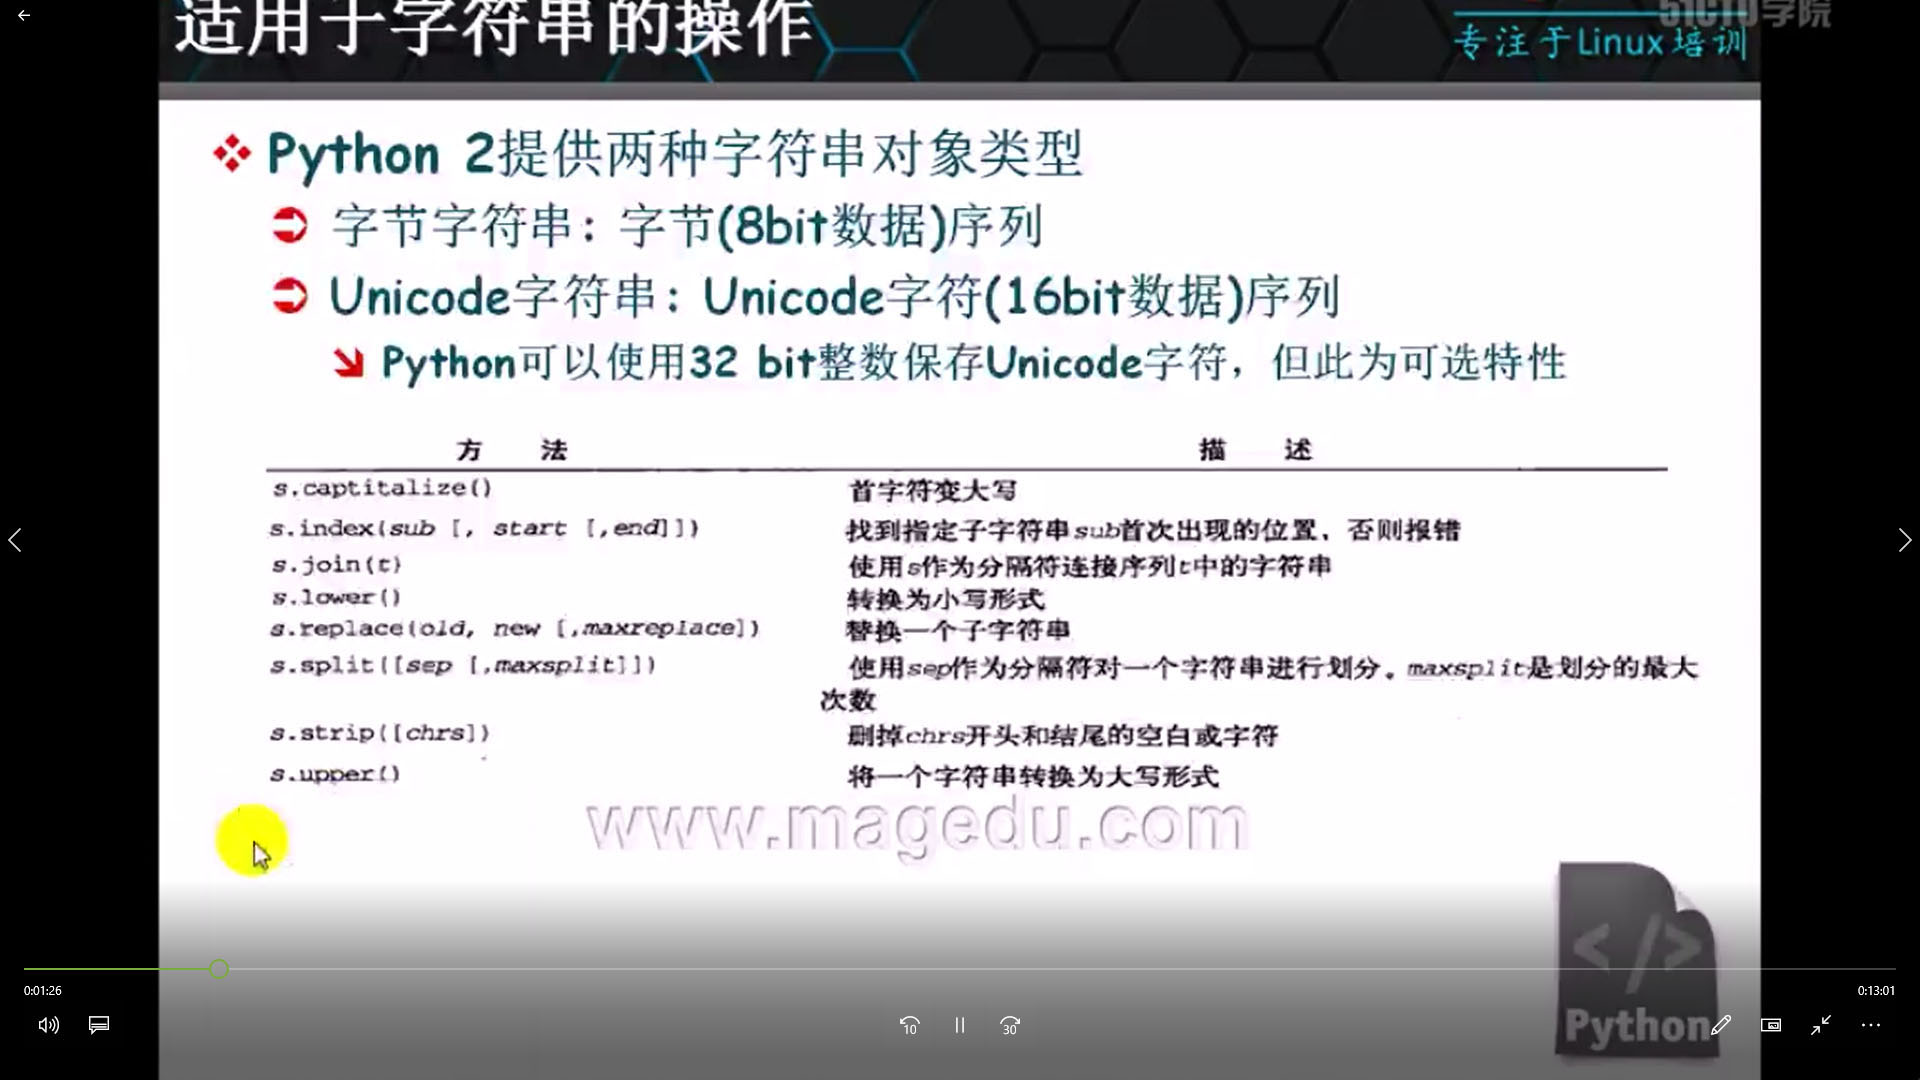 适用于字符串的操作
51CTO学院
专注于Linux培训
Python 2提供两种字符串对象类型
字节字符串：字节(8bit数据)序列
Unicode字符串：Unicode字符(16bit数据)序列
Python可以使用32 bit整数保存Unicode字符，但此为可选特性
方 法 描 述
s.captitalize() 首字符变大写
s.index(sub [, start [,end]]) 找到指定子字符串sub首次出现的位置，否则报错
s.join(t) 使用s作为分隔符连接序列t中的字符串
s.lower() 转换为小写形式
s.replace(old, new [,maxreplace]) 替换一个子字符串
s.split([sep [,maxsplit]]) 使用sep作为分隔符对一个字符串进行划分。maxsplit是划分的最大
次数
s.strip([chrs]) 删掉chrs开头和结尾的空白或字符
s.upper() 将一个字符串转换为大写形式
www.magedu.com
</>
Python
0:01:26
0:13:01
10
30